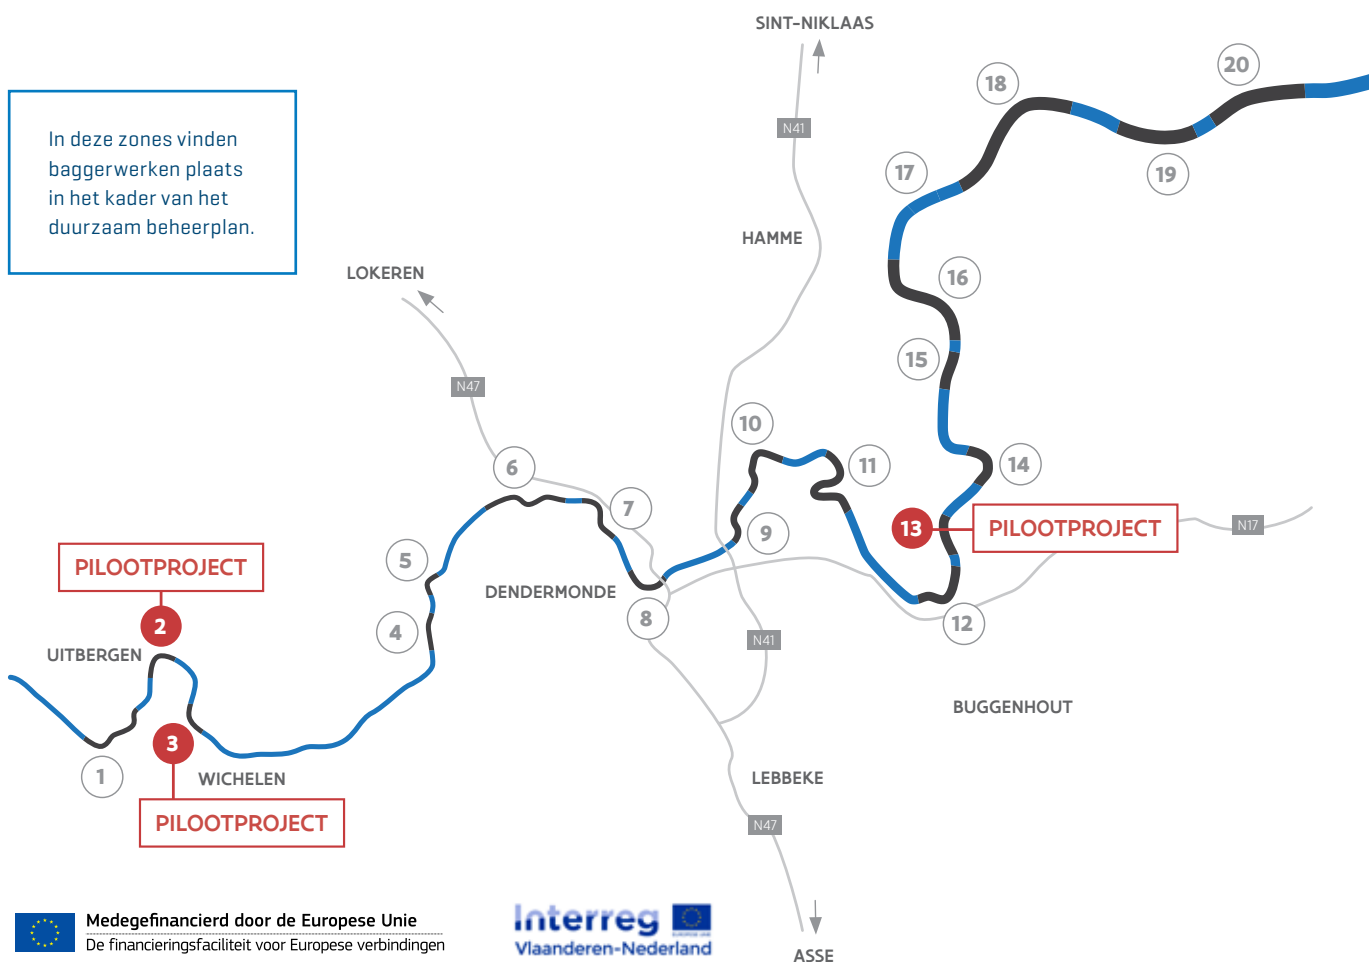 SINT-NIKLAAS
20
18
In deze zones vinden
baggerwerken plaats
in het kader van het
duurzaam beheerplan.
N41
19
17
HAMME
LOKEREN
16
15
N47
10
6
11
14
7
13
PILOOTPROJECT
N17
9
PILOOTPROJECT
5
DENDERMONDE
8
12
2
4
N41
UITBERGEN
BUGGENHOUT
3
1
WICHELEN
LEBBEKE
PILOOTPROJECT
N47
Medegefinancierd door de Europese Unie
De financieringsfaciliteit voor Europese verbindingen
Interreg
Vlaanderen-Nederland
ASSE